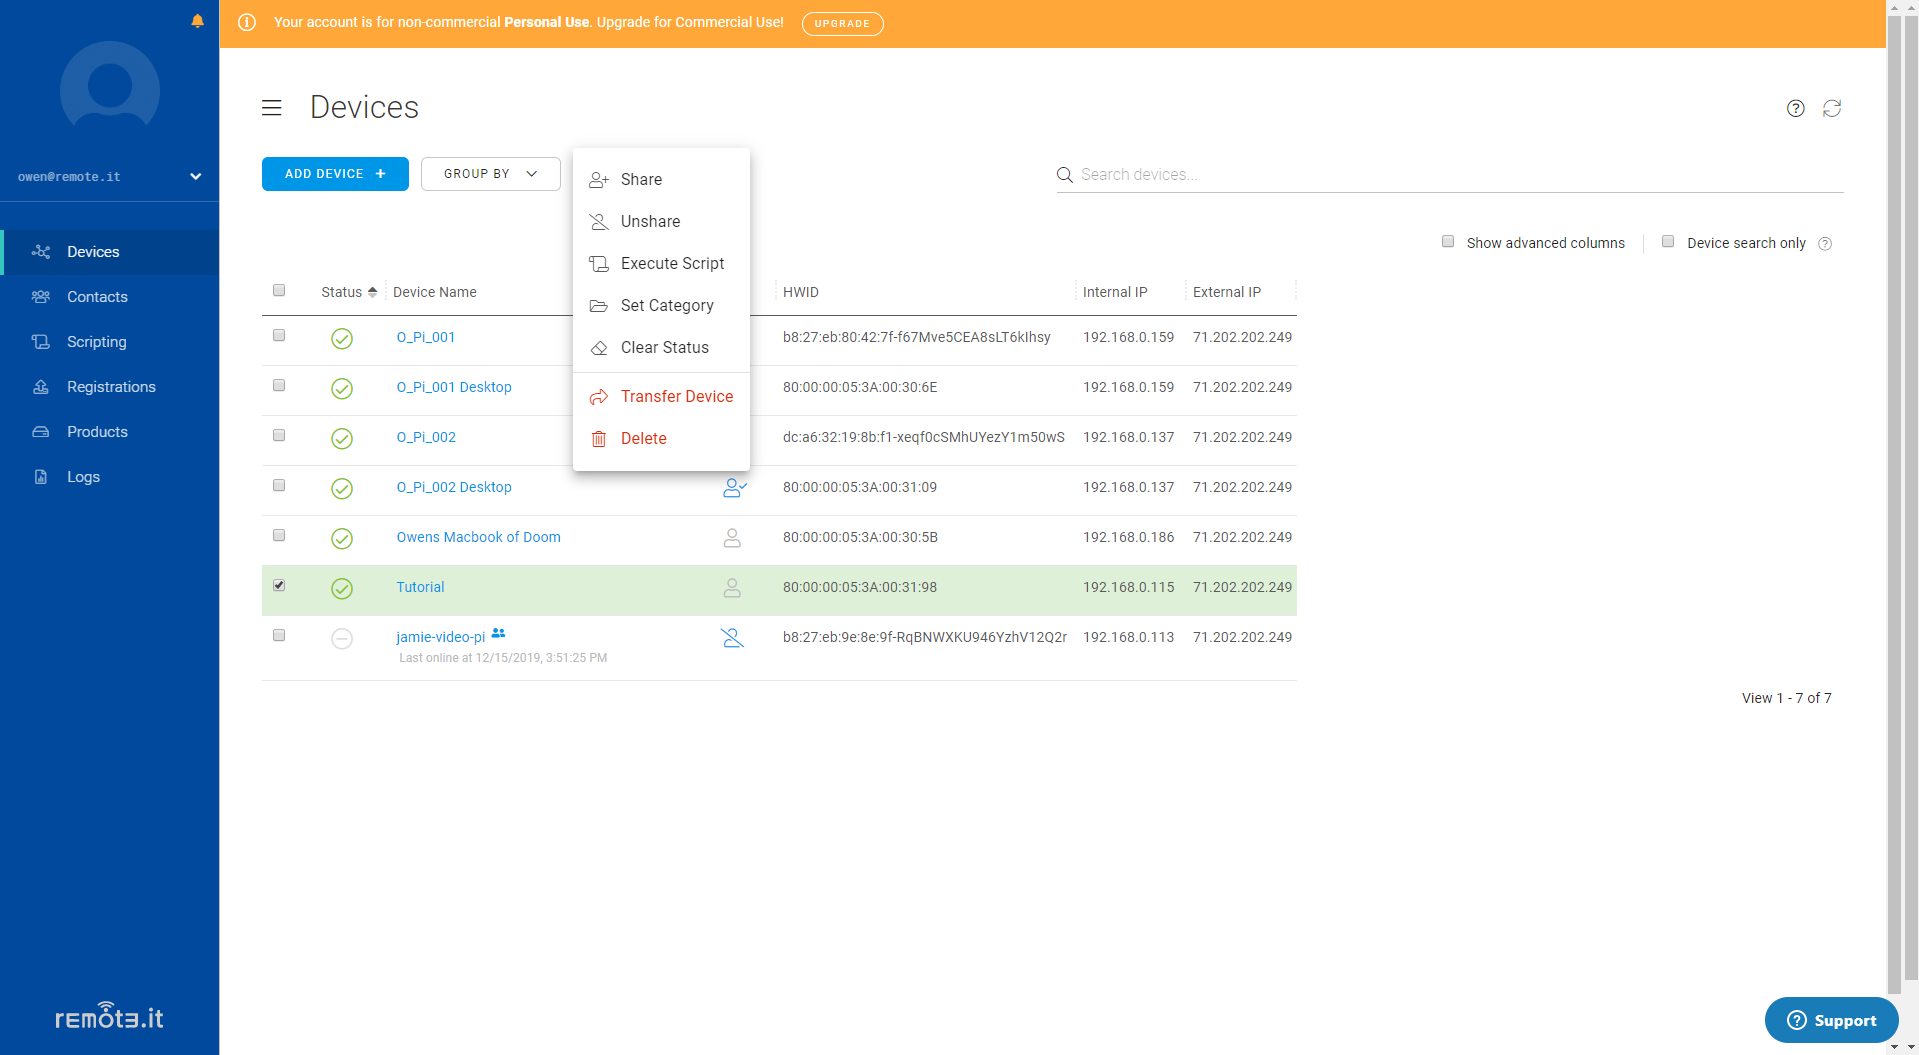 Your account is for non-commercial Personal Use. Upgrade for Commercial Use! UPGRADE
owen@remote.it
Devices
Contacts
Scripting
Registrations
Products
Logs
remote.it
Devices
ADD DEVICE +
GROUP BY
Search devices...
Share
Unshare
Execute Script
Set Category
Clear Status
Transfer Device
Delete
Show advanced columns
Device search only
Status Device Name HWID Internal IP External IP
O_Pi_001 b8:27:eb:80:42:7f-f67Mve5CEA8sLT6kIhsy 192.168.0.159 71.202.202.249
O_Pi_001 Desktop 80:00:00:05:3A:00:30:6E 192.168.0.159 71.202.202.249
O_Pi_002 dc:a6:32:19:8b:f1-xeqf0cSMhUYezY1m50wS 192.168.0.137 71.202.202.249
O_Pi_002 Desktop 80:00:00:05:3A:00:31:09 192.168.0.137 71.202.202.249
Owens Macbook of Doom 80:00:00:05:3A:00:30:5B 192.168.0.186 71.202.202.249
Tutorial 80:00:00:05:3A:00:31:98 192.168.0.115 71.202.202.249
jamie-video-pi b8:27:eb:9e:8e:9f-RqBNWXKU946YzhV12Q2r 192.168.0.113 71.202.202.249
Last online at 12/15/2019, 3:51:25 PM
View 1 - 7 of 7
Support